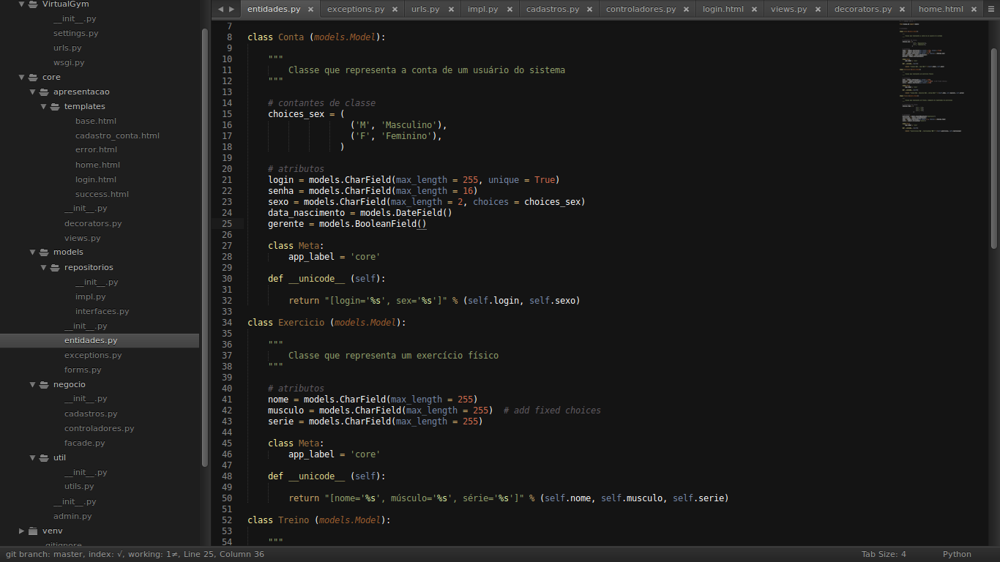 VirtualGym
__init__.py
settings.py
urls.py
wsgi.py
core
apresentacao
templates
base.html
cadastro_conta.html
error.html
home.html
login.html
success.html
__init__.py
decorators.py
views.py
models
repositorios
__init__.py
impl.py
interfaces.py
__init__.py
entidades.py
exceptions.py
forms.py
negocio
__init__.py
cadastros.py
controladores.py
facade.py
util
__init__.py
utils.py
__init__.py
admin.py
venv
.gitignore
entidades.py × exceptions.py × urls.py × impl.py × cadastros.py × controladores.py × login.html × views.py × decorators.py × home.html ×
7
8 class Conta (models.Model):
9
10 """
11 Classe que representa a conta de um usuário do sistema
12 """
13
14 # contantes de classe
15 choices_sex = (
16 ('M', 'Masculino'),
17 ('F', 'Feminino'),
18 )
19
20 # atributos
21 login = models.CharField(max_length = 255, unique = True)
22 senha = models.CharField(max_length = 16)
23 sexo = models.CharField(max_length = 2, choices = choices_sex)
24 data_nascimento = models.DateField()
25 gerente = models.BooleanField()
26
27 class Meta:
28 app_label = 'core'
29
30 def __unicode__ (self):
31
32 return "[login='%s', sex='%s']" % (self.login, self.sexo)
33
34 class Exercicio (models.Model):
35
36 """
37 Classe que representa um exercício físico
38 """
39
40 # atributos
41 nome = models.CharField(max_length = 255)
42 musculo = models.CharField(max_length = 255) # add fixed choices
43 serie = models.CharField(max_length = 255)
44
45 class Meta:
46 app_label = 'core'
47
48 def __unicode__ (self):
49
50 return "[nome='%s', músculo='%s', série='%s']" % (self.nome, self.musculo, self.serie)
51
52 class Treino (models.Model):
53
54 """
git branch: master, index: √, working: 1≠, Line 25, Column 36 Tab Size: 4 Python